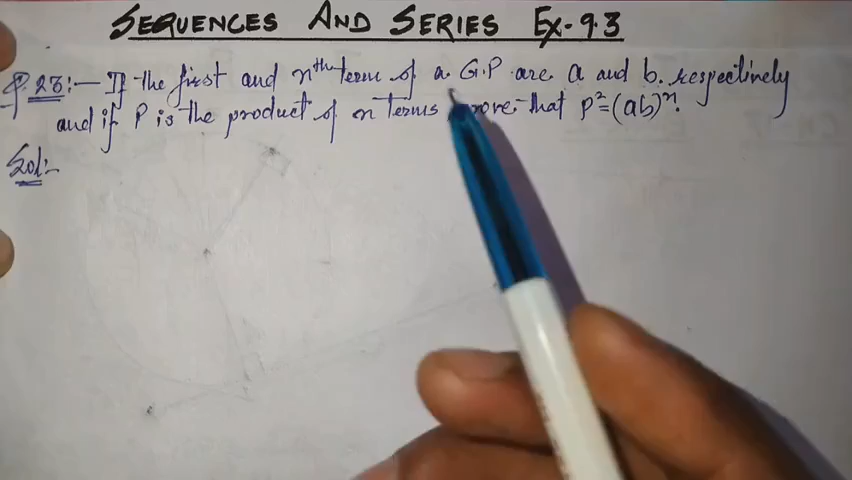 SEQUENCES AND SERIES Ex-9.3
Q.23:- If the first and nth term of a G.P are a and b. respectively
and if P is the product of n terms prove that P²=(ab)ⁿ.
Sol:-